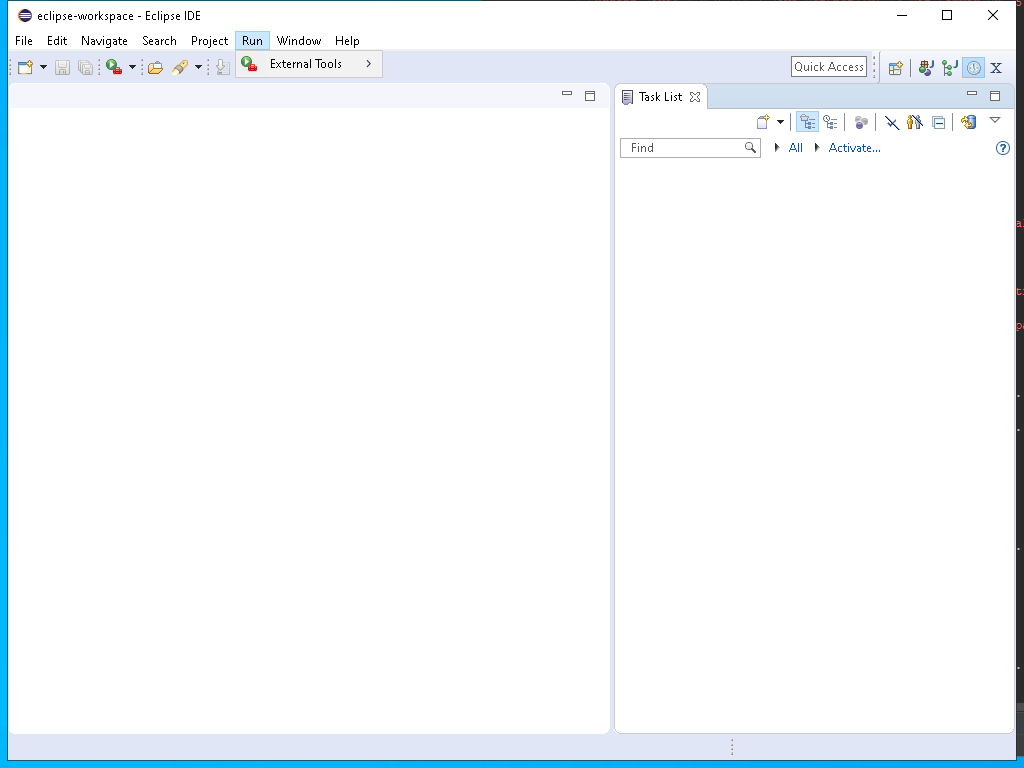 eclipse-workspace - Eclipse IDE
File Edit Navigate Search Project Run Window Help
External Tools
Quick Access
Task List
Find
All
Activate...